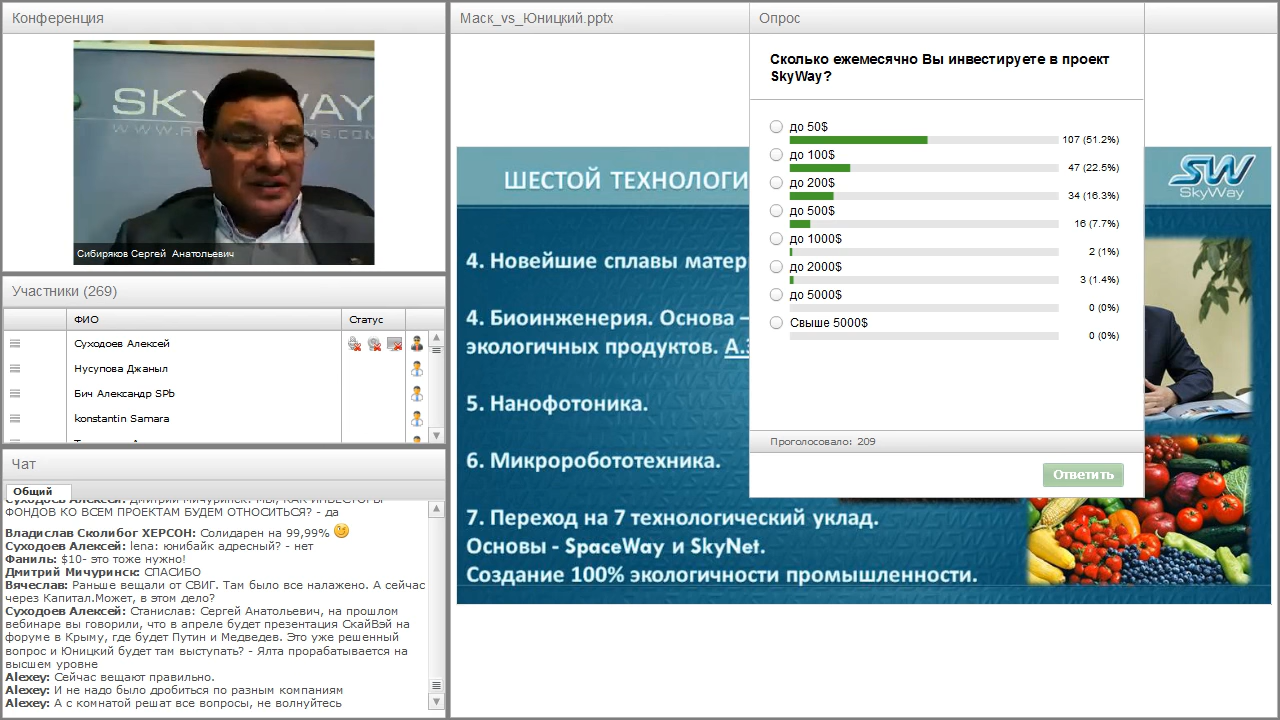 Конференция
SKYWAY
Сибиряков Сергей Анатольевич
Участники (269)
ФИО
Статус
Суходоев Алексей
Нусупова Джаныл
Бич Александр SPb
konstantin Samara
Чат
Общий
Суходоев Алексей: Дмитрий Мичуринск: МЫ, КАК ИНВЕСТОРЫ
ФОНДОВ КО ВСЕМ ПРОЕКТАМ БУДЕМ ОТНОСИТЬСЯ? - да
Владислав Сколибог ХЕРСОН: Солидарен на 99,99%
Суходоев Алексей: lena: юнибайк адресный? - нет
Фаниль: $10- это тоже нужно!
Дмитрий Мичуринск: СПАСИБО
Вячеслав: Раньше вещали от СВИГ. Там было все налажено. А сейчас
через Капитал.Может, в этом дело?
Суходоев Алексей: Станислав: Сергей Анатольевич, на прошлом
вебинаре вы говорили, что в апреле будет презентация СкайВэй на
форуме в Крыму, где будет Путин и Медведев. Это уже решенный
вопрос и Юницкий будет там выступать? - Ялта прорабатывается на
высшем уровне
Alexey: Сейчас вещают правильно.
Alexey: И не надо было дробиться по разным компаниям
Alexey: А с комнатой решат все вопросы, не волнуйтесь
Маск_vs_Юницкий.pptx
ШЕСТОЙ ТЕХНОЛОГИ
SW
SkyWay
4. Новейшие сплавы матер
4. Биоинженерия. Основа –
экологичных продуктов. А.З
5. Нанофотоника.
6. Микроробототехника.
7. Переход на 7 технологический уклад.
Основы - SpaceWay и SkyNet.
Создание 100% экологичности промышленности.
Опрос
Сколько ежемесячно Вы инвестируете в проект
SkyWay?
до 50$
107 (51.2%)
до 100$
47 (22.5%)
до 200$
34 (16.3%)
до 500$
16 (7.7%)
до 1000$
2 (1%)
до 2000$
3 (1.4%)
до 5000$
0 (0%)
Свыше 5000$
0 (0%)
Проголосовало: 209
Ответить